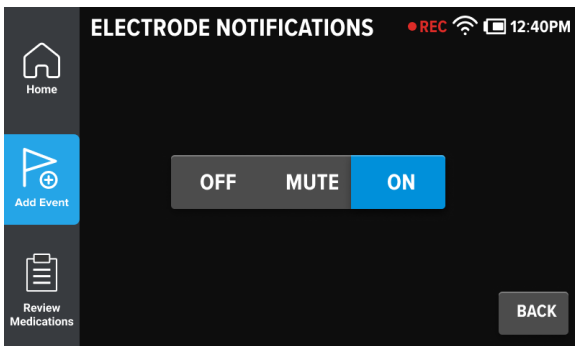 ELECTRODE NOTIFICATIONS
REC 12:40PM
Home
Add Event
Review
Medications
OFF MUTE ON
BACK